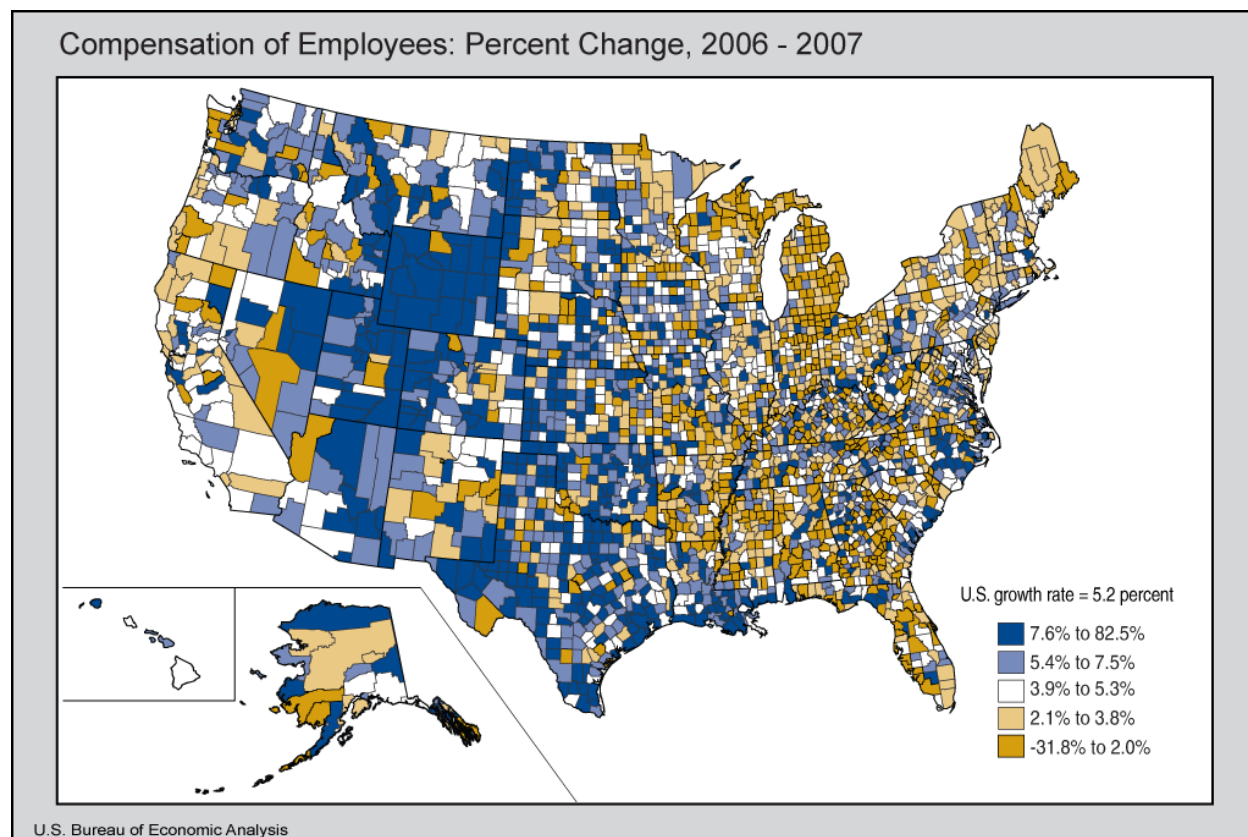 Compensation of Employees: Percent Change, 2006 - 2007
U.S. growth rate = 5.2 percent
7.6% to 82.5%
5.4% to 7.5%
3.9% to 5.3%
2.1% to 3.8%
-31.8% to 2.0%
U.S. Bureau of Economic Analysis